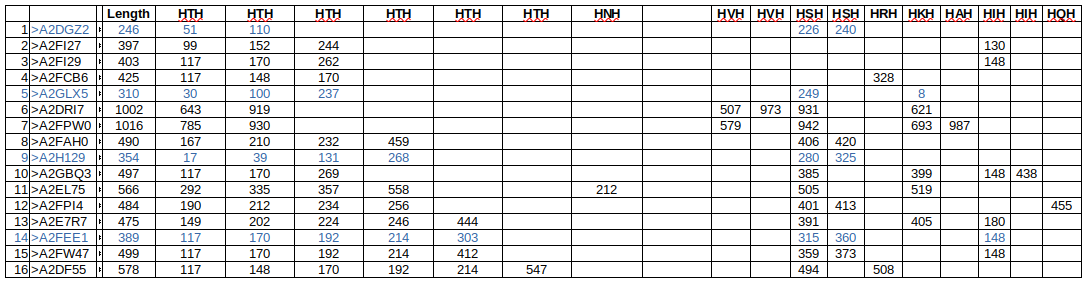 Length HTH HTH HTH HTH HTH HTH HNH HVH HVH HSH HSH HRH HKH HAH HIH HIH HQH
1 >A2DGZ2 246 51 110 226 240
2 >A2FI27 397 99 152 244 130
3 >A2FI29 403 117 170 262 148
4 >A2FCB6 425 117 148 170 328
5 >A2GLX5 310 30 100 237 249 8
6 >A2DRI7 1002 643 919 507 973 931 621
7 >A2FPW0 1016 785 930 579 942 693 987
8 >A2FAH0 490 167 210 232 459 406 420
9 >A2H129 354 17 39 131 268 280 325
10 >A2GBQ3 497 117 170 269 385 399 148 438
11 >A2EL75 566 292 335 357 558 212 505 519
12 >A2FPI4 484 190 212 234 256 401 413 455
13 >A2E7R7 475 149 202 224 246 444 391 405 180
14 >A2FEE1 389 117 170 192 214 303 315 360 148
15 >A2FW47 499 117 170 192 214 412 359 373 148
16 >A2DF55 578 117 148 170 192 214 547 494 508